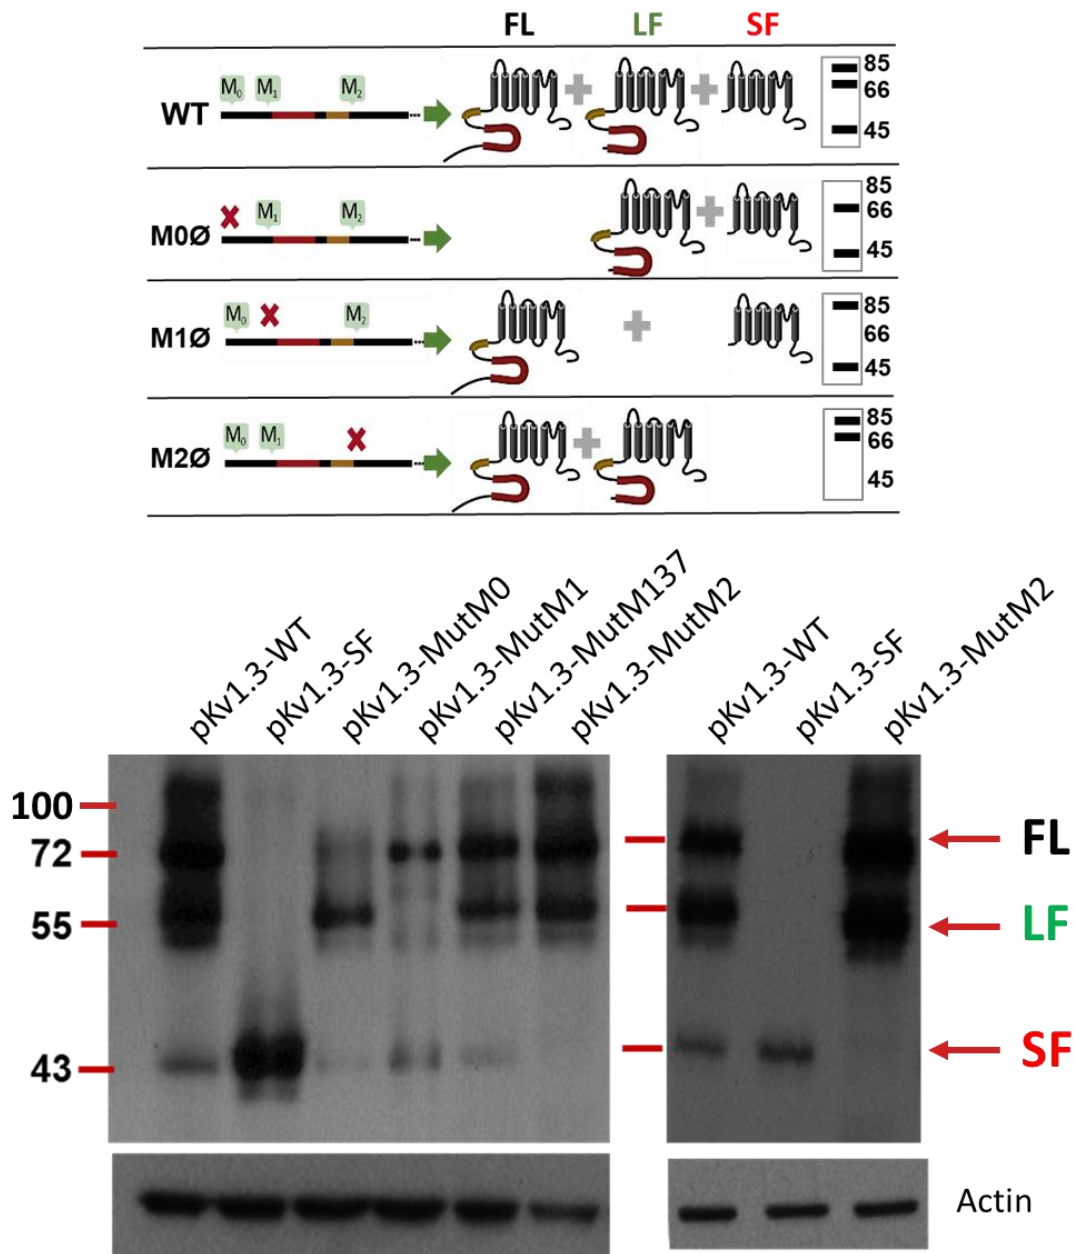 FL LF SF
WT M₀ M₁ M₂ 85
66
45
M0Ø M₁ M₂ 85
66
45
M1Ø M₀ M₂ 85
66
45
M2Ø M₀ M₁ 85
66
45
pKv1.3-WT
pKv1.3-SF
pKv1.3-MutM0
pKv1.3-MutM1
pKv1.3-MutM137
pKv1.3-MutM2
pKv1.3-WT
pKv1.3-SF
pKv1.3-MutM2
100
72
55
43
FL
LF
SF
Actin